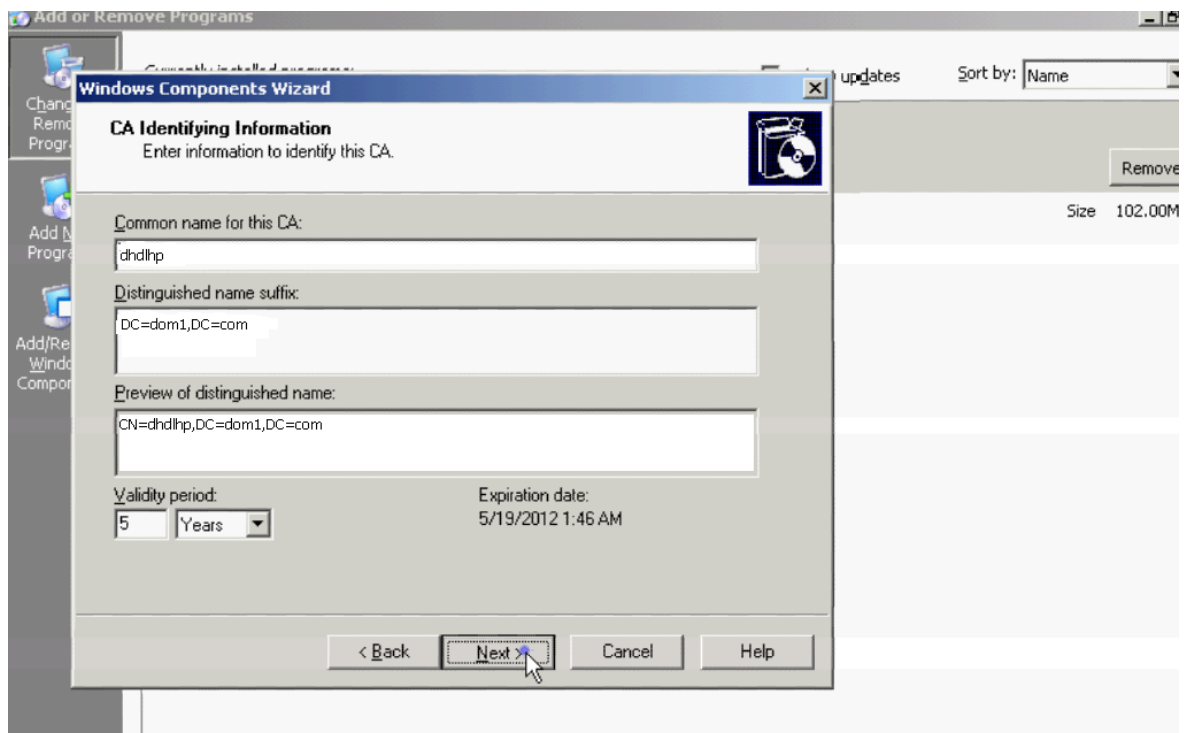 Add or Remove Programs
updates
Sort by: Name
Windows Components Wizard
CA Identifying Information
Enter information to identify this CA.
Remove
Size 102.00M
Common name for this CA:
dhdlhp
Distinguished name suffix:
DC=dom1,DC=com
Preview of distinguished name:
CN=dhdlhp,DC=dom1,DC=com
Validity period:
Expiration date:
5 Years
5/19/2012 1:46 AM
< Back
Next >
Cancel
Help